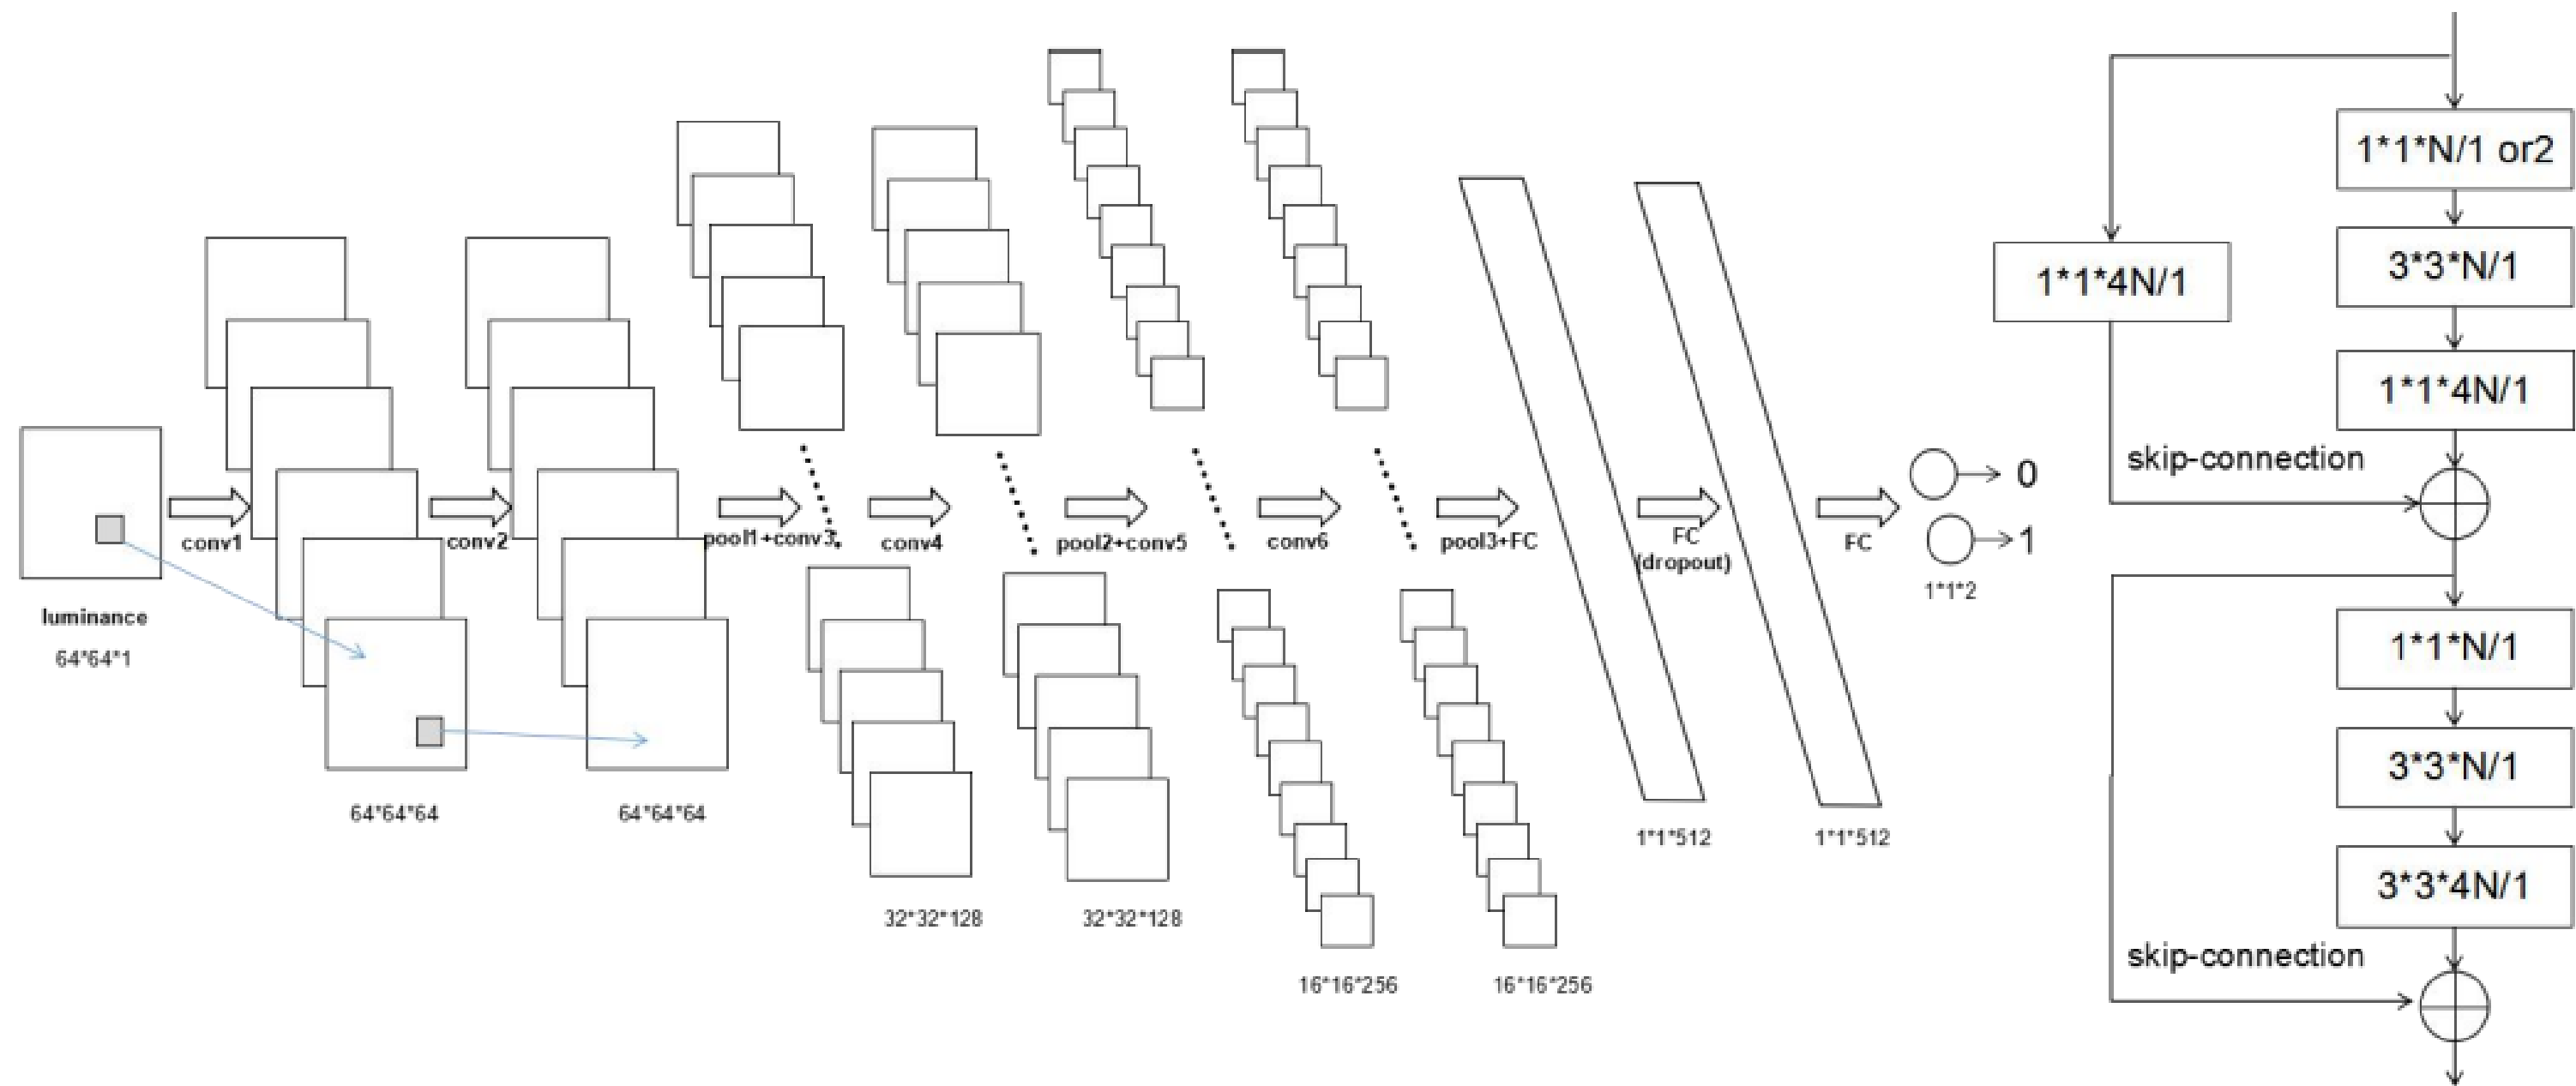 luminance
64*64*1
conv1
64*64*64
conv2
64*64*64
pool1+conv3
32*32*128
conv4
32*32*128
pool2+conv5
16*16*256
conv6
16*16*256
pool3+FC
1*1*512
FC
(dropout)
1*1*512
FC
0
1
1*1*2
1*1*N/1 or2
3*3*N/1
1*1*4N/1
1*1*4N/1
skip-connection
1*1*N/1
3*3*N/1
3*3*4N/1
skip-connection